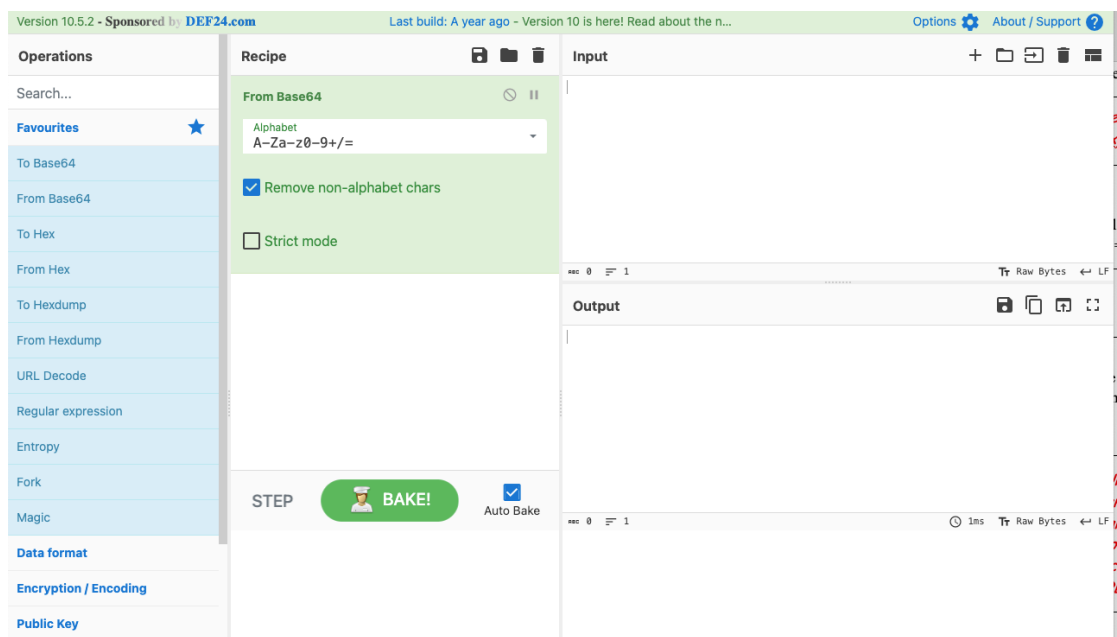 Version 10.5.2 - Sponsored by DEF24.com
Last build: A year ago - Version 10 is here! Read about the n...
Options
About / Support
Operations
Search...
Favourites
To Base64
From Base64
To Hex
From Hex
To Hexdump
From Hexdump
URL Decode
Regular expression
Entropy
Fork
Magic
Data format
Encryption / Encoding
Public Key
Recipe
From Base64
Alphabet
A-Za-z0-9+/=
Remove non-alphabet chars
Strict mode
STEP
BAKE!
Auto Bake
Input
ABC 0 1
Tт Raw Bytes LF
Output
ABC 0 1
1ms Tт Raw Bytes LF